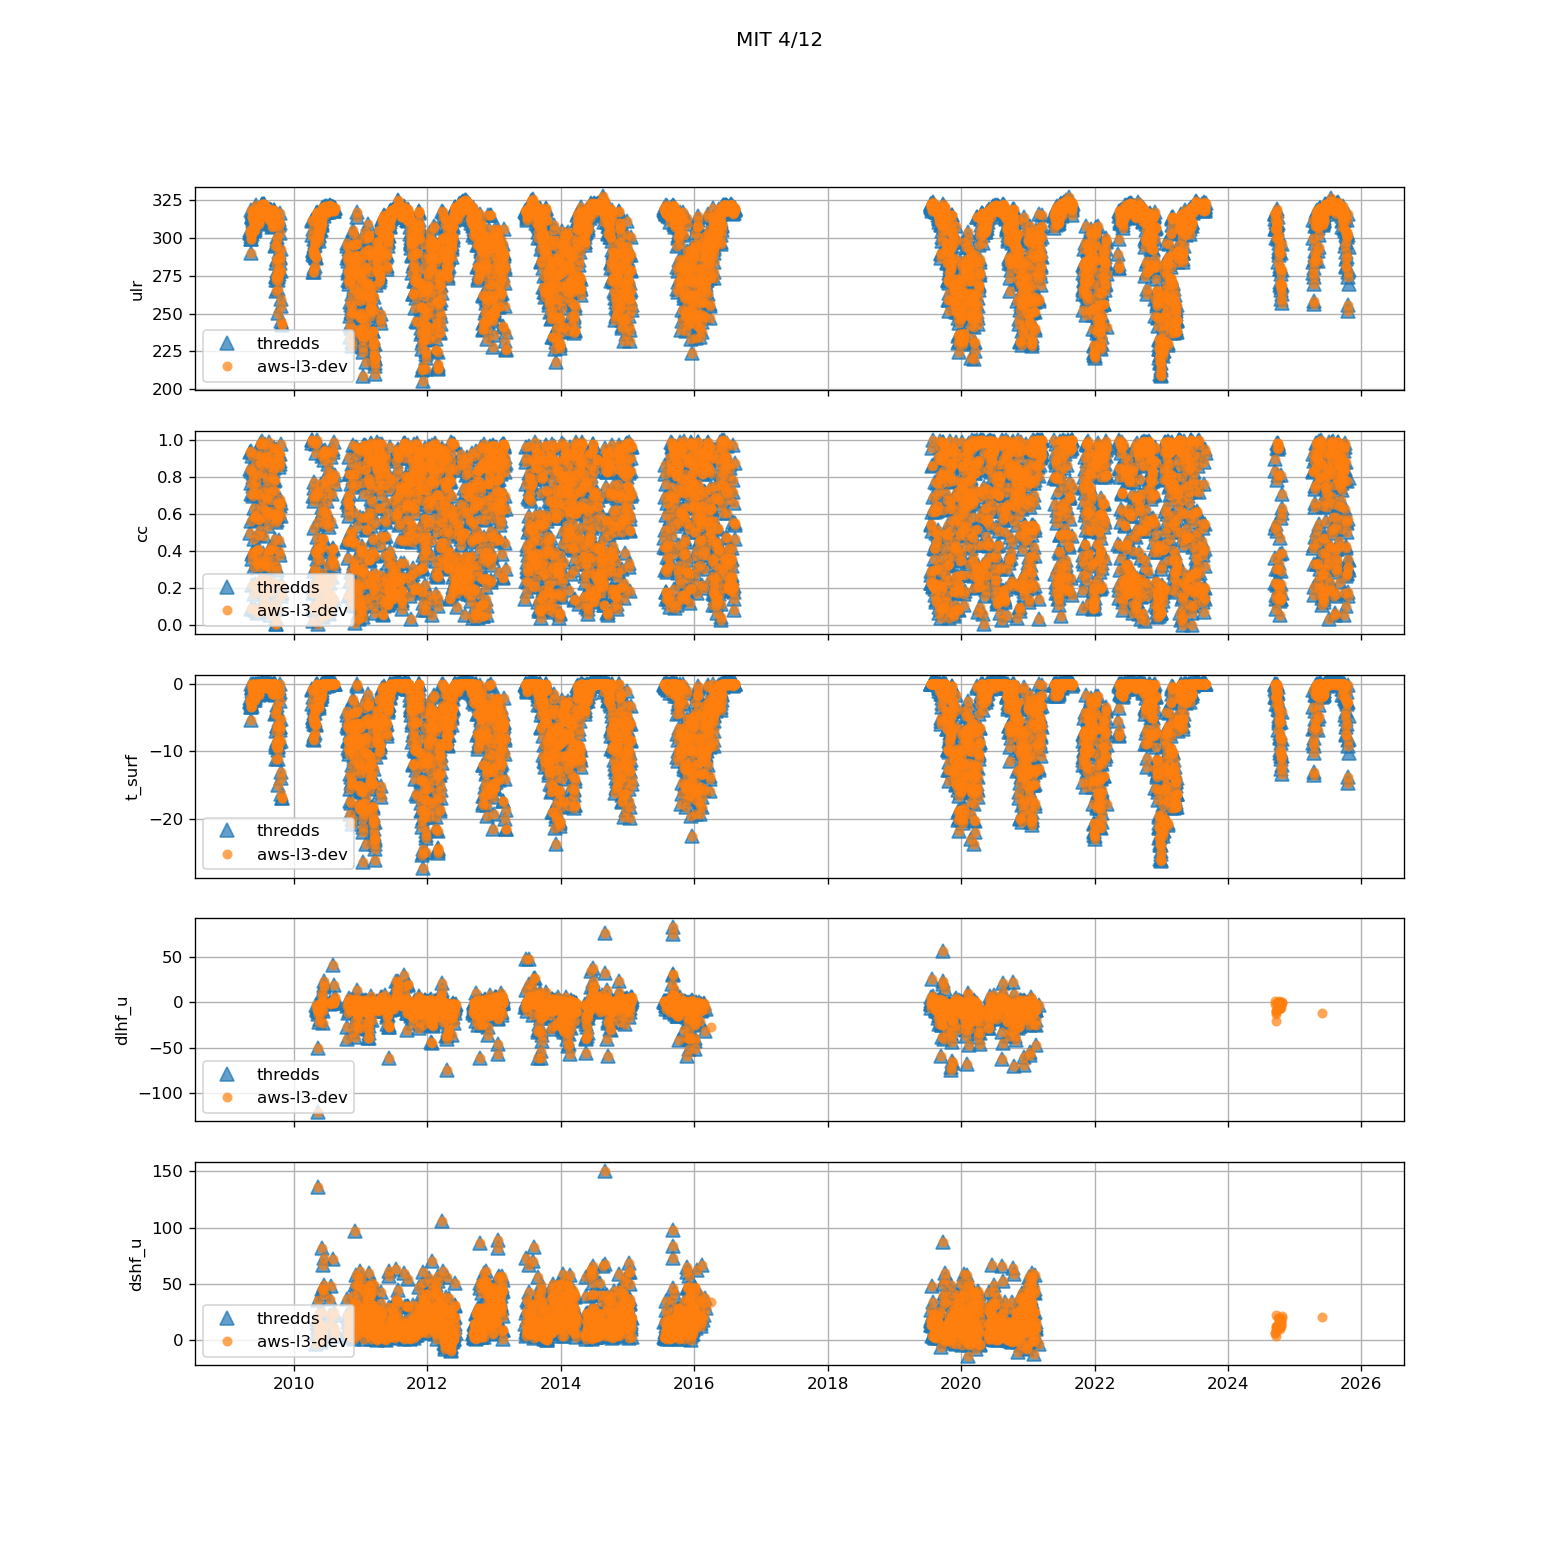 MIT 4/12
325
300
275
250
225
200
ulr
thredds
aws-l3-dev
1.0
0.8
0.6
0.4
0.2
0.0
cc
thredds
aws-l3-dev
0
−10
−20
t_surf
thredds
aws-l3-dev
50
0
−50
−100
dlhf_u
thredds
aws-l3-dev
150
100
50
0
dshf_u
thredds
aws-l3-dev
2010 2012 2014 2016 2018 2020 2022 2024 2026